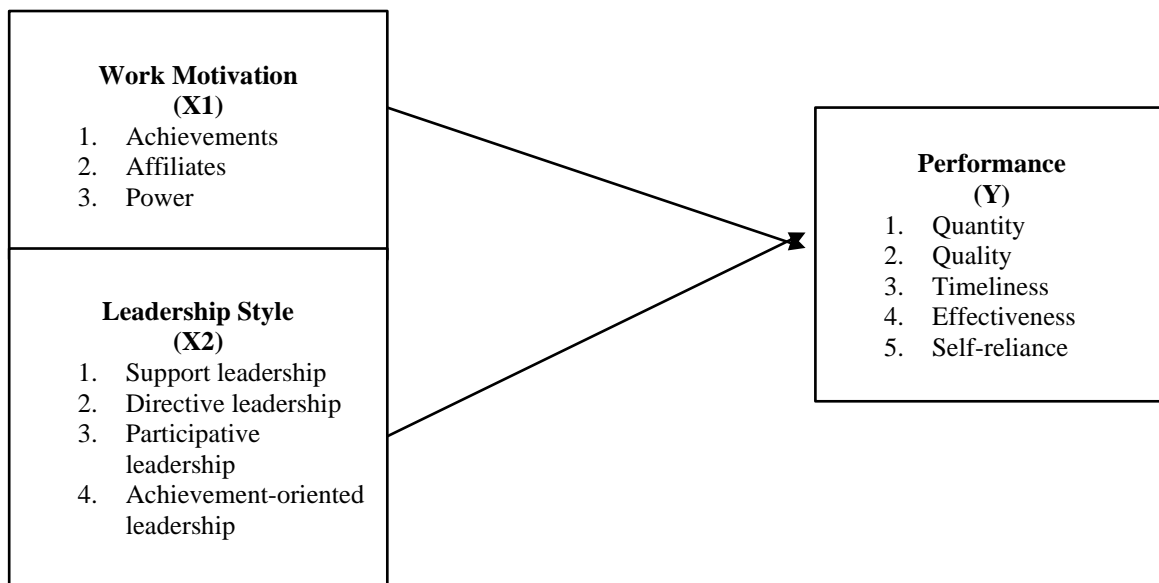 Work Motivation
(X1)
1. Achievements
2. Affiliates
3. Power
Leadership Style
(X2)
1. Support leadership
2. Directive leadership
3. Participative
leadership
4. Achievement-oriented
leadership
Performance
(Y)
1. Quantity
2. Quality
3. Timeliness
4. Effectiveness
5. Self-reliance